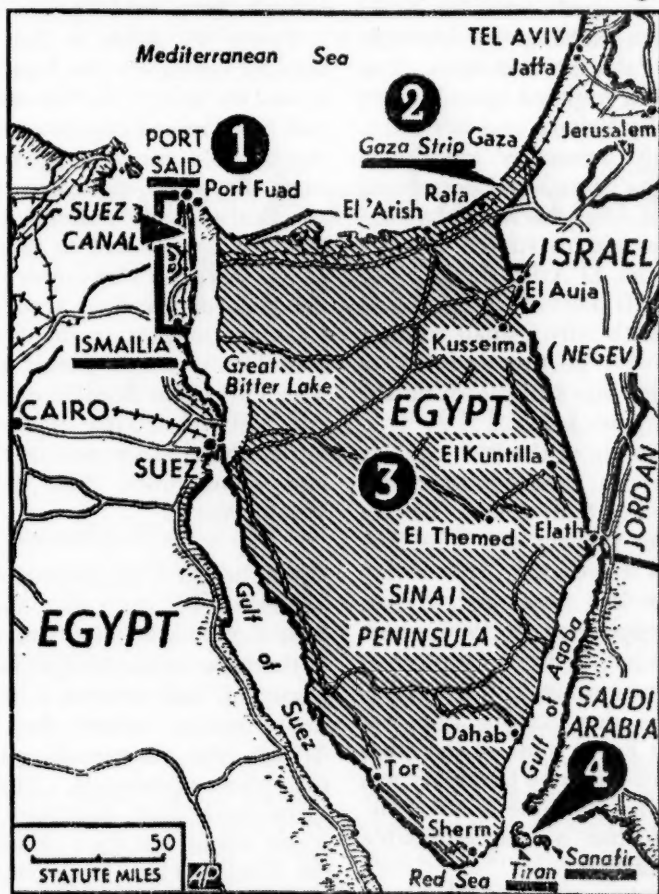 Mediterranean Sea
TEL AVIV
Jaffa
Jerusalem
1
2
Gaza Strip
Gaza
PORT
SAID
Port Fuad
El 'Arish
Rafa
SUEZ
CANAL
ISRAEL
El Auja
ISMAILIA
Great
Bitter Lake
Kusseima
(NEGEV)
CAIRO
EGYPT
SUEZ
3
El Kuntilla
El Themed
Elath
JORDAN
SINAI
PENINSULA
EGYPT
Gulf of Suez
Gulf of Aqaba
SAUDI
ARABIA
Dahab
4
Tor
Sherm
0 50
STATUTE MILES
AP
Red Sea
Tiran
Sanafir